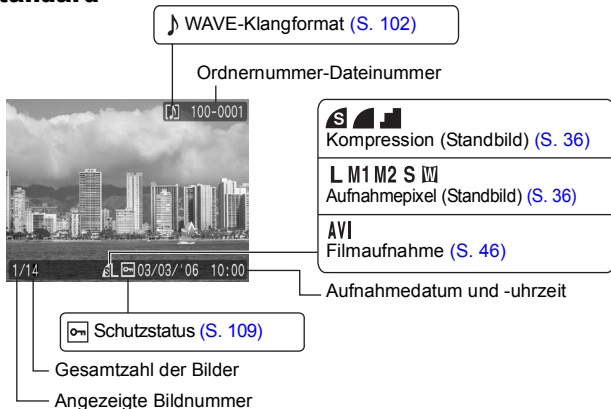 Standard
WAVE-Klangformat (S. 102)
Ordnernummer-Dateinummer
100-0001
S
Kompression (Standbild) (S. 36)
L M1 M2 S W
Aufnahmepixel (Standbild) (S. 36)
AVI
Filmaufnahme (S. 46)
1/14 S L 03/03/'06 10:00
Aufnahmedatum und -uhrzeit
Schutzstatus (S. 109)
Gesamtzahl der Bilder
Angezeigte Bildnummer